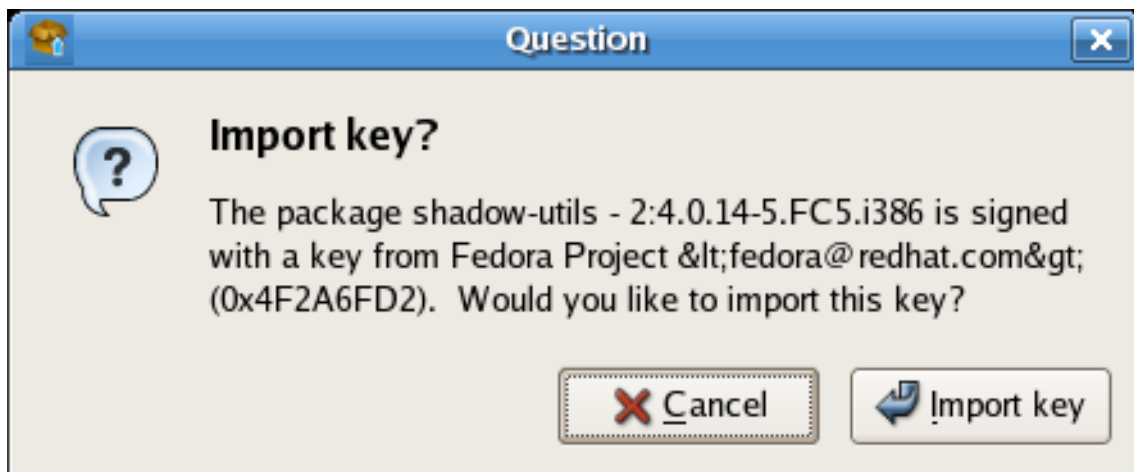 Question
Import key?
The package shadow-utils - 2:4.0.14-5.FC5.i386 is signed
with a key from Fedora Project &lt;fedora@redhat.com&gt;
(0x4F2A6FD2).  Would you like to import this key?
Cancel
Import key